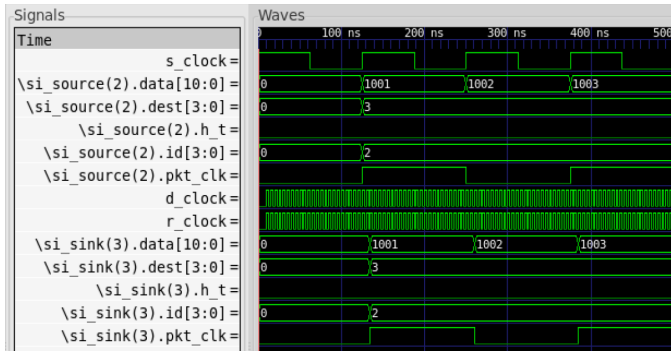 Signals Waves
Time 0 100 ns 200 ns 300 ns 400 ns 500
s_clock=
\si_source(2).data[10:0]= 0 1001 1002 1003
\si_source(2).dest[3:0]= 0 3
\si_source(2).h_t=
\si_source(2).id[3:0]= 0 2
\si_source(2).pkt_clk=
d_clock=
r_clock=
\si_sink(3).data[10:0]= 0 1001 1002 1003
\si_sink(3).dest[3:0]= 0 3
\si_sink(3).h_t=
\si_sink(3).id[3:0]= 0 2
\si_sink(3).pkt_clk=